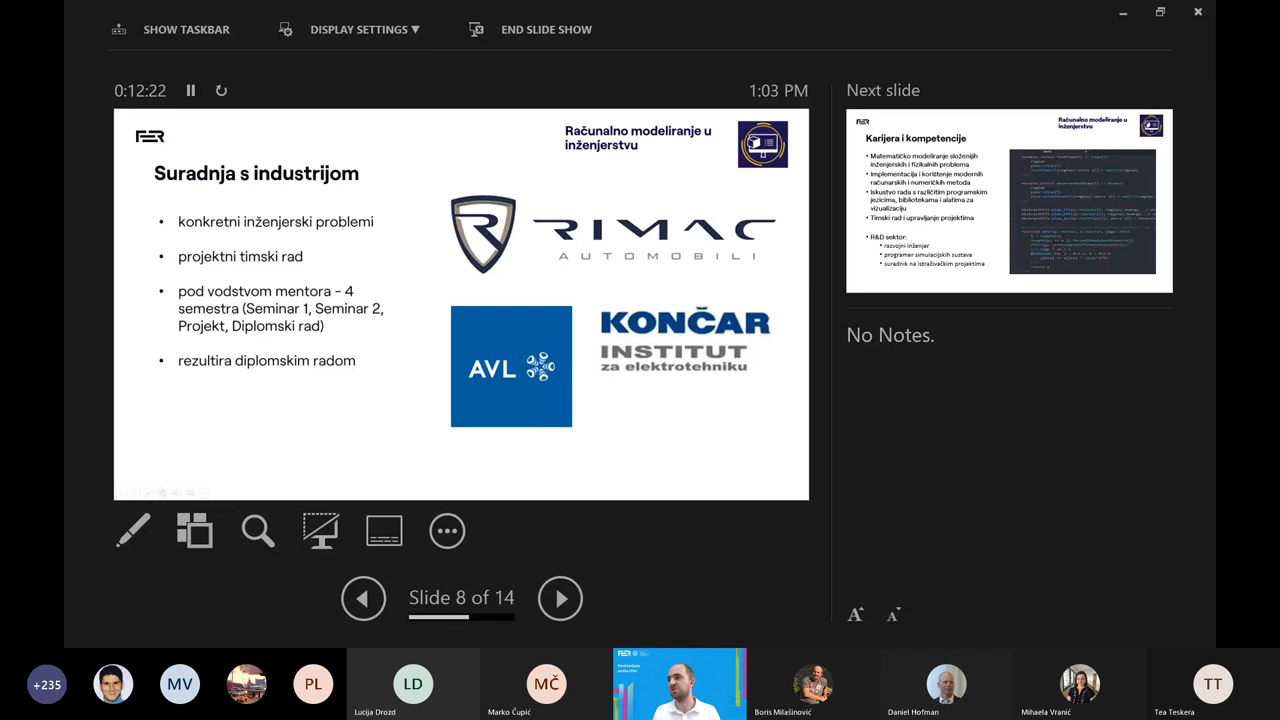 SHOW TASKBAR
DISPLAY SETTINGS ▼
END SLIDE SHOW
0:12:22
1:03 PM
FER
Računalno modeliranje u
inženjerstvu
Suradnja s industrijom
• konkretni inženjerski problemi
• projektni timski rad
• pod vodstvom mentora - 4
semestra (Seminar 1, Seminar 2,
Projekt, Diplomski rad)
• rezultira diplomskim radom
RIMAC
AUTOMOBILI
AVL
KONČAR
INSTITUT
za elektrotehniku
Next slide
FER
Računalno modeliranje u
inženjerstvu
Karijera i kompetencije
• Matematičko modeliranje složenijih
inženjerskih i fizikalnih problema
• Implementacija i korištenje modernih
računarskih i numeričkih metoda
• Iskustvo rada s različitim programskim
jezicima, bibliotekama i alatima za
vizualizaciju
• Timski rad i upravljanje projektima
• R&D sektor:
• razvojni inženjer
• programer simulacijskih sustava
• suradnik na istraživačkim projektima
No Notes.
Slide 8 of 14
+235
MV
PL
LD
Lucija Drozd
MČ
Marko Čupić
FER
Boris Milašinović
Daniel Hofman
Mihaela Vranić
TT
Tea Teskera